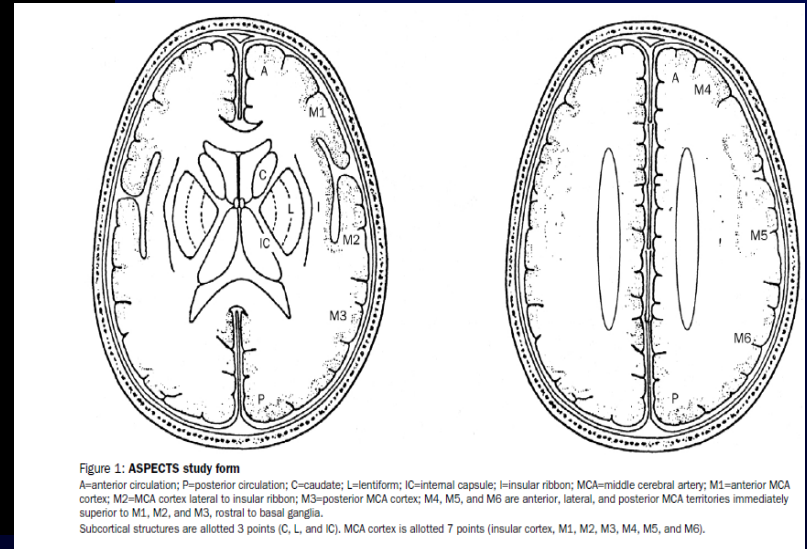 A
M1
C
L
I
IC
M2
M3
P
A
M4
M5
M6
P
Figure 1: ASPECTS study form
A=anterior circulation; P=posterior circulation; C=caudate; L=lentiform; IC=internal capsule; I=insular ribbon; MCA=middle cerebral artery; M1=anterior MCA
cortex; M2=MCA cortex lateral to insular ribbon; M3=posterior MCA cortex; M4, M5, and M6 are anterior, lateral, and posterior MCA territories immediately
superior to M1, M2, and M3, rostral to basal ganglia.
Subcortical structures are allotted 3 points (C, L, and IC). MCA cortex is allotted 7 points (insular cortex, M1, M2, M3, M4, M5, and M6).